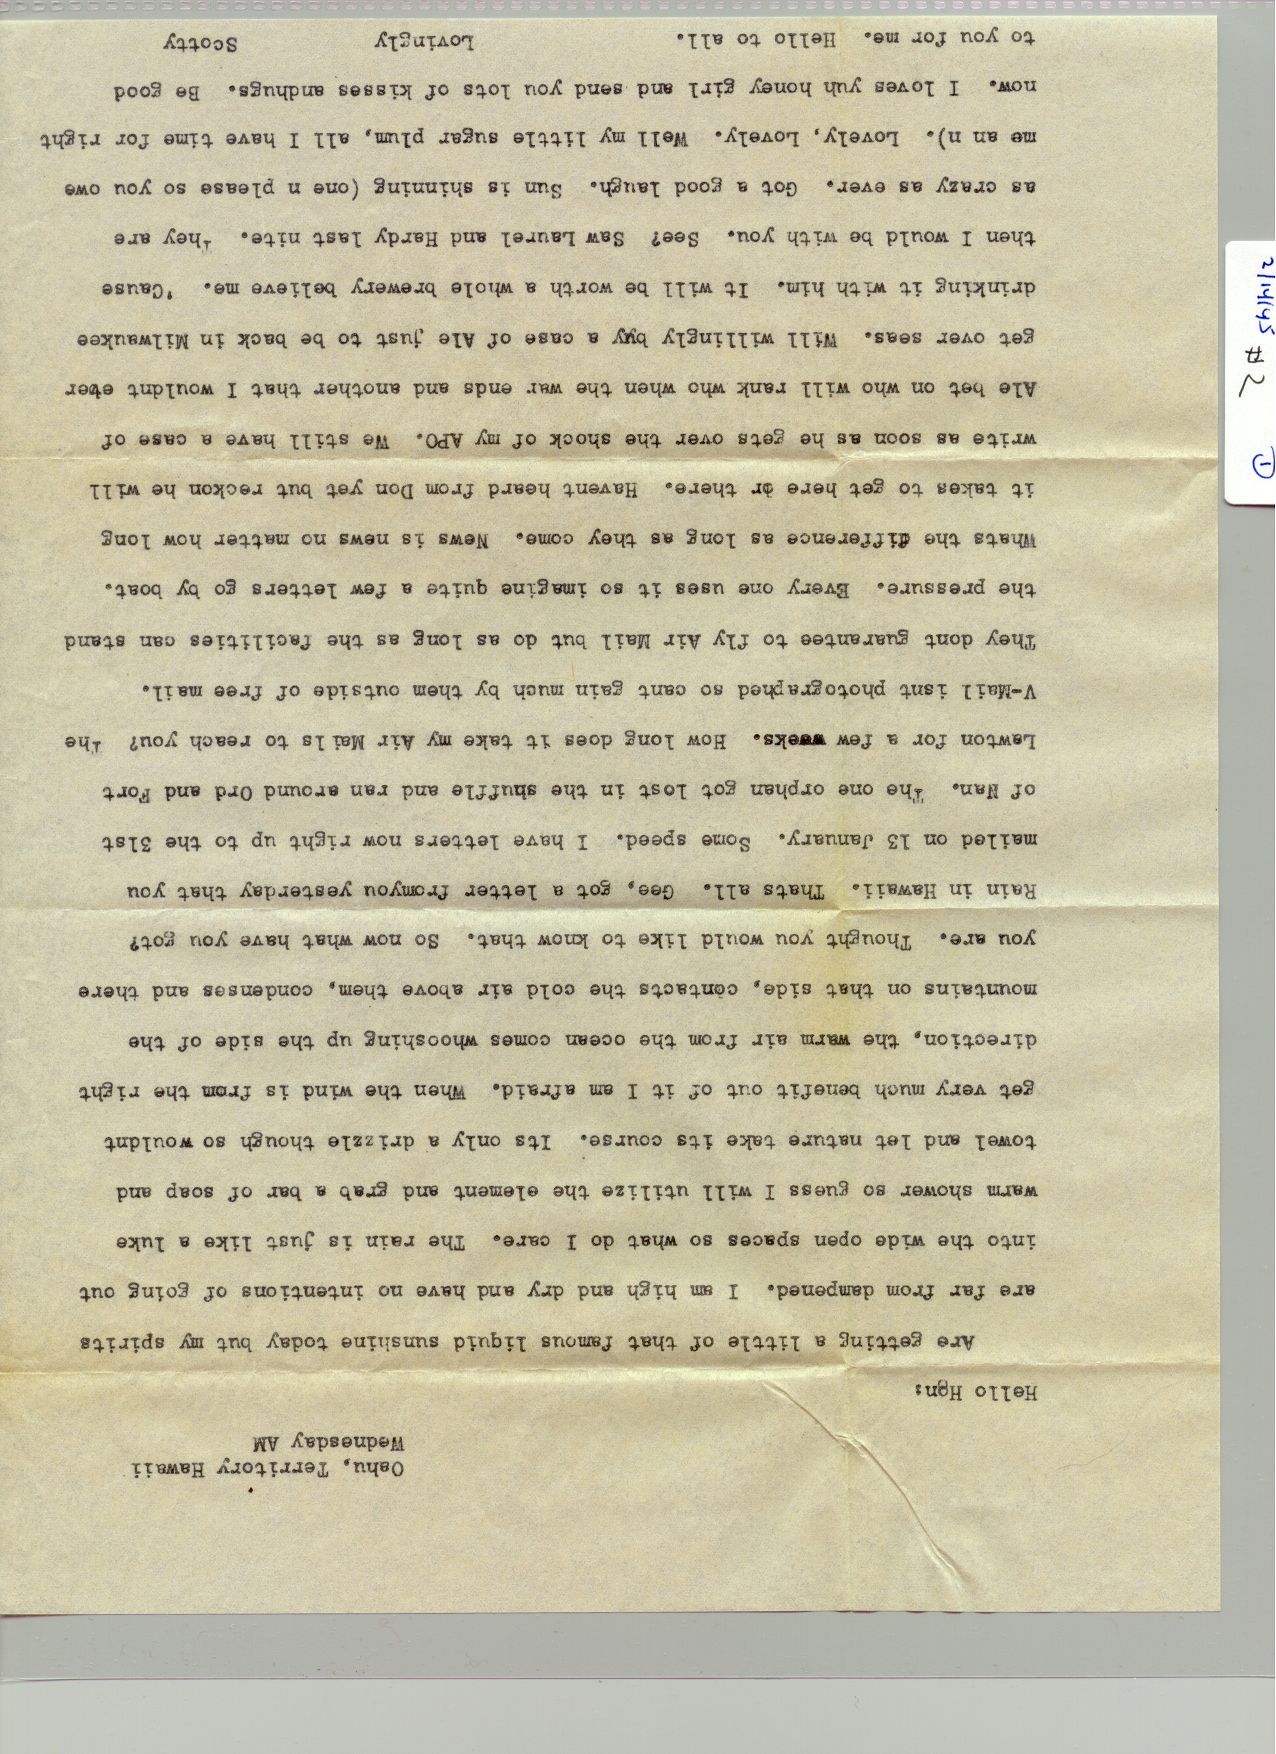 Oahu, Territory Hawaii
Wednesday AM
Hello Hgn:
Are getting a little of that famous liquid sunshine today but my spirits
are far from dampened. I am high and dry and have no intentions of going out
into the wide open spaces so what do I care. The rain is just like a luke
warm shower so guess I will utilize the element and grab a bar of soap and
towel and let nature take its course. Its only a drizzle though so wouldnt
get very much benefit out of it I am afraid. When the wind is from the right
direction, the warm air from the ocean comes whooshing up the side of the
mountains on that side, contacts the cold air above them, condenses and there
you are. Thought you would like to know that. So now what have you got?
Rain in Hawaii. Thats all. Gee, got a letter fromyou yesterday that you
mailed on 13 January. Some speed. I have letters now right up to the 31st
of Nan. The one orphan got lost in the shuffle and ran around Ord and Fort
Lawton for a few weeks. How long does it take my Air Mails to reach you? The
V-Mail isnt photographed so cant gain much by them outside of free mail.
They dont guarantee to fly Air Mail but do as long as the facilities can stand
the pressure. Every one uses it so imagine quite a few letters go by boat.
Whats the difference as long as they come. News is news no matter how long
it takes to get here or there. Havent heard from Don yet but reckon he will
write as soon as he gets over the shock of my APO. We still have a case of
Ale bet on who will rank who when the war ends and another that I wouldnt ever
get over seas. Will willingly buy a case of Ale just to be back in Milwaukee
drinking it with him. It will be worth a whole brewery believe me. 'Cause
then I would be with you. See? Saw Laurel and Hardy last nite. They are
as crazy as ever. Got a good laugh. Sun is shinning (one n please so you owe
me an n). Lovely, Lovely. Well my little sugar plum, all I have time for right
now. I loves yuh honey girl and send you lots of kisses andhugs. Be good
to you for me. Hello to all. Lovingly Scotty
2/14/45 #2 1